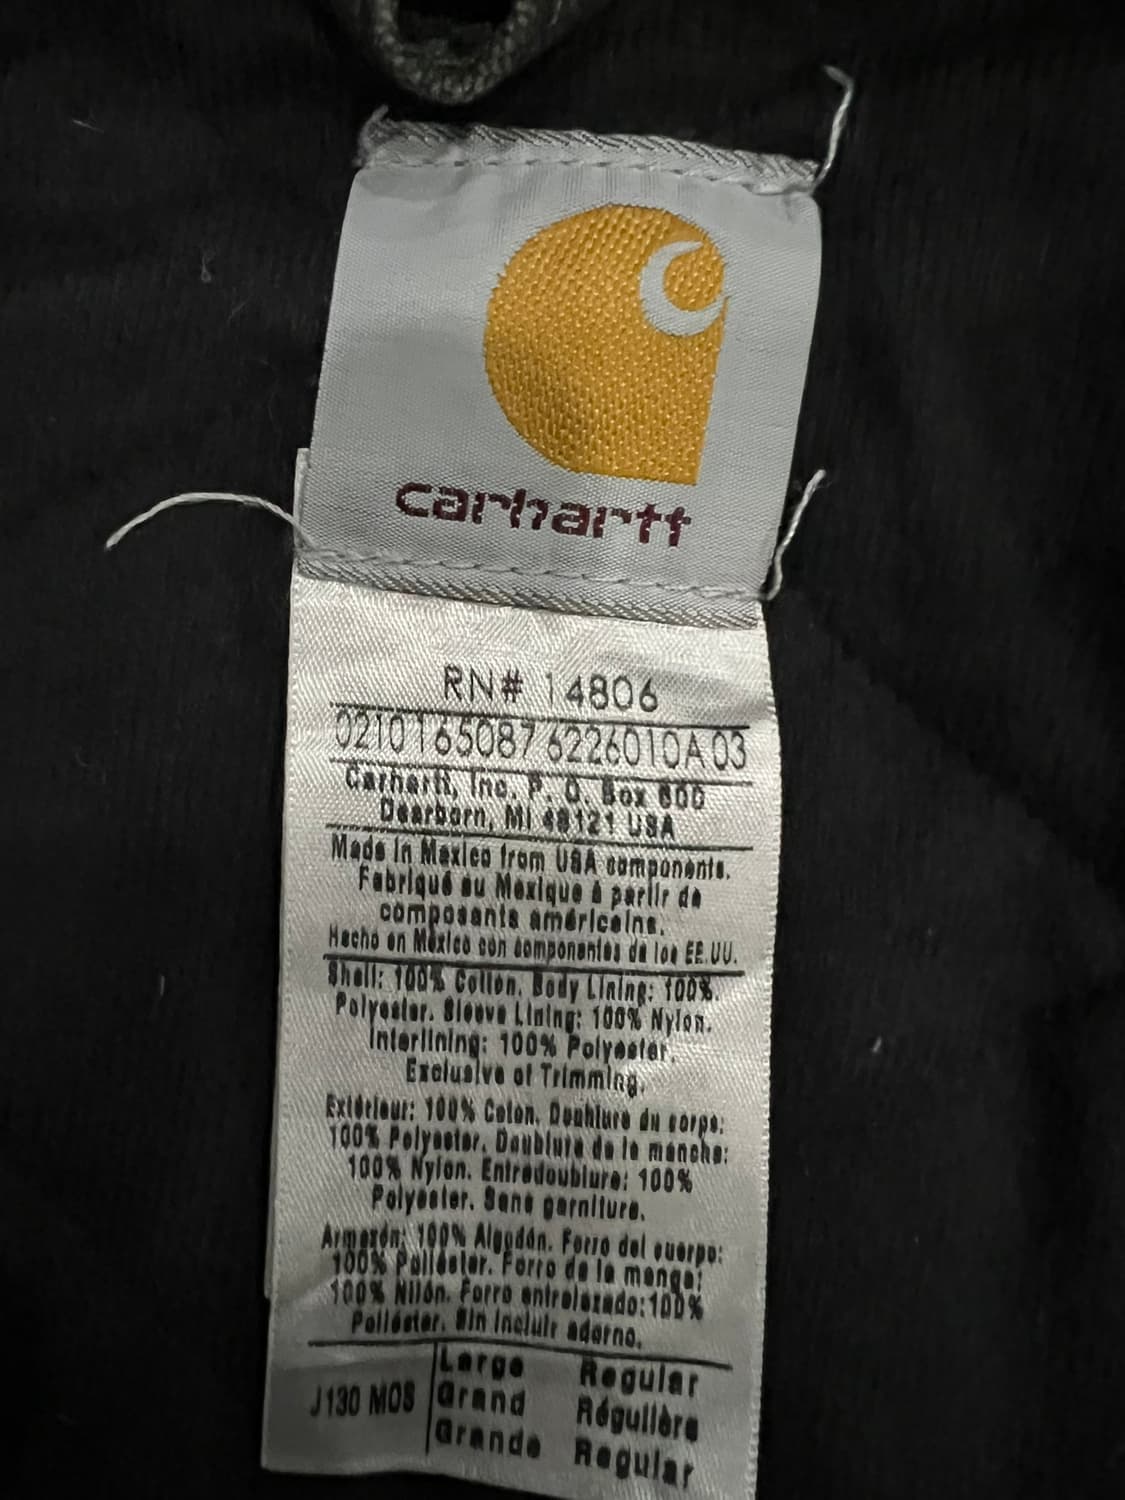 carhartt
RN# 14806
0210165087 6226010A03
Carhartt, Inc. P. O. Box 600
Dearborn, MI 48121 USA
Made in Mexico from USA components.
Fabriqué au Mexique à partir de
composants américains.
Hecho en México con componentes de los EE.UU.
Shell: 100% Cotton. Body Lining: 100%.
Polyester. Sleeve Lining: 100% Nylon.
Interlining: 100% Polyester.
Exclusive of Trimming.
Extérieur: 100% Coton. Doublure du corps:
100% Polyester. Doublure de la manche:
100% Nylon. Entredoublure: 100%
Polyester. Sans garniture.
Armazón: 100% Algodón. Forro del cuerpo:
100% Poliéster. Forro de la manga:
100% Nilón. Forro entrelazado:100%
Poliéster. Sin incluir adorno.
J130 MOS
Large Regular
Grand Régulière
Grande Regular